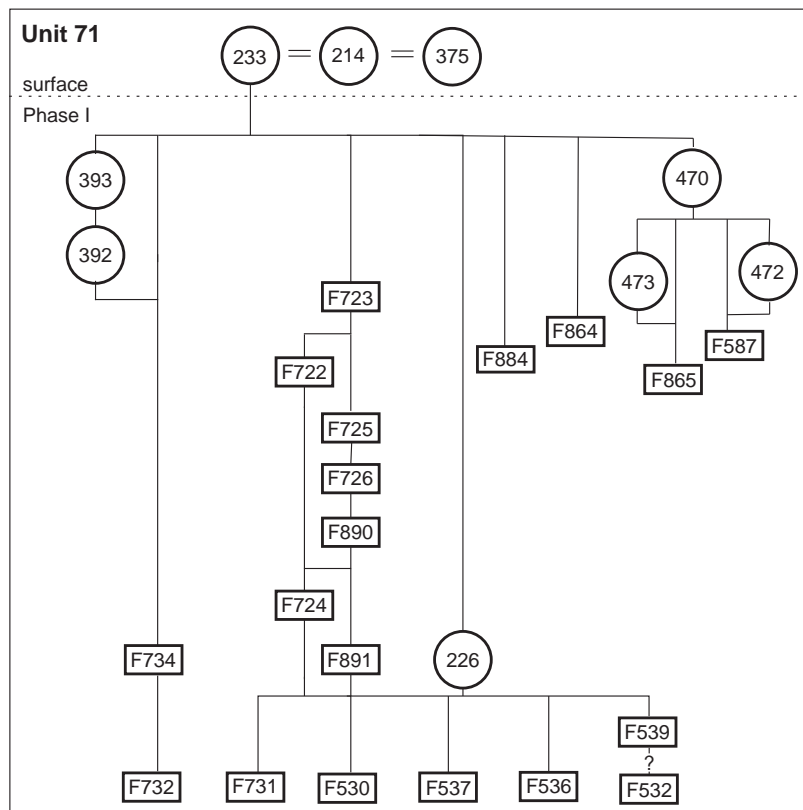 Unit 71
233 = 214 = 375
surface
Phase I
393
470
392
473
472
F723
F864
F884
F587
F722
F865
F725
F726
F890
F724
F734
F891
226
F539
?
F732
F731
F530
F537
F536
F532